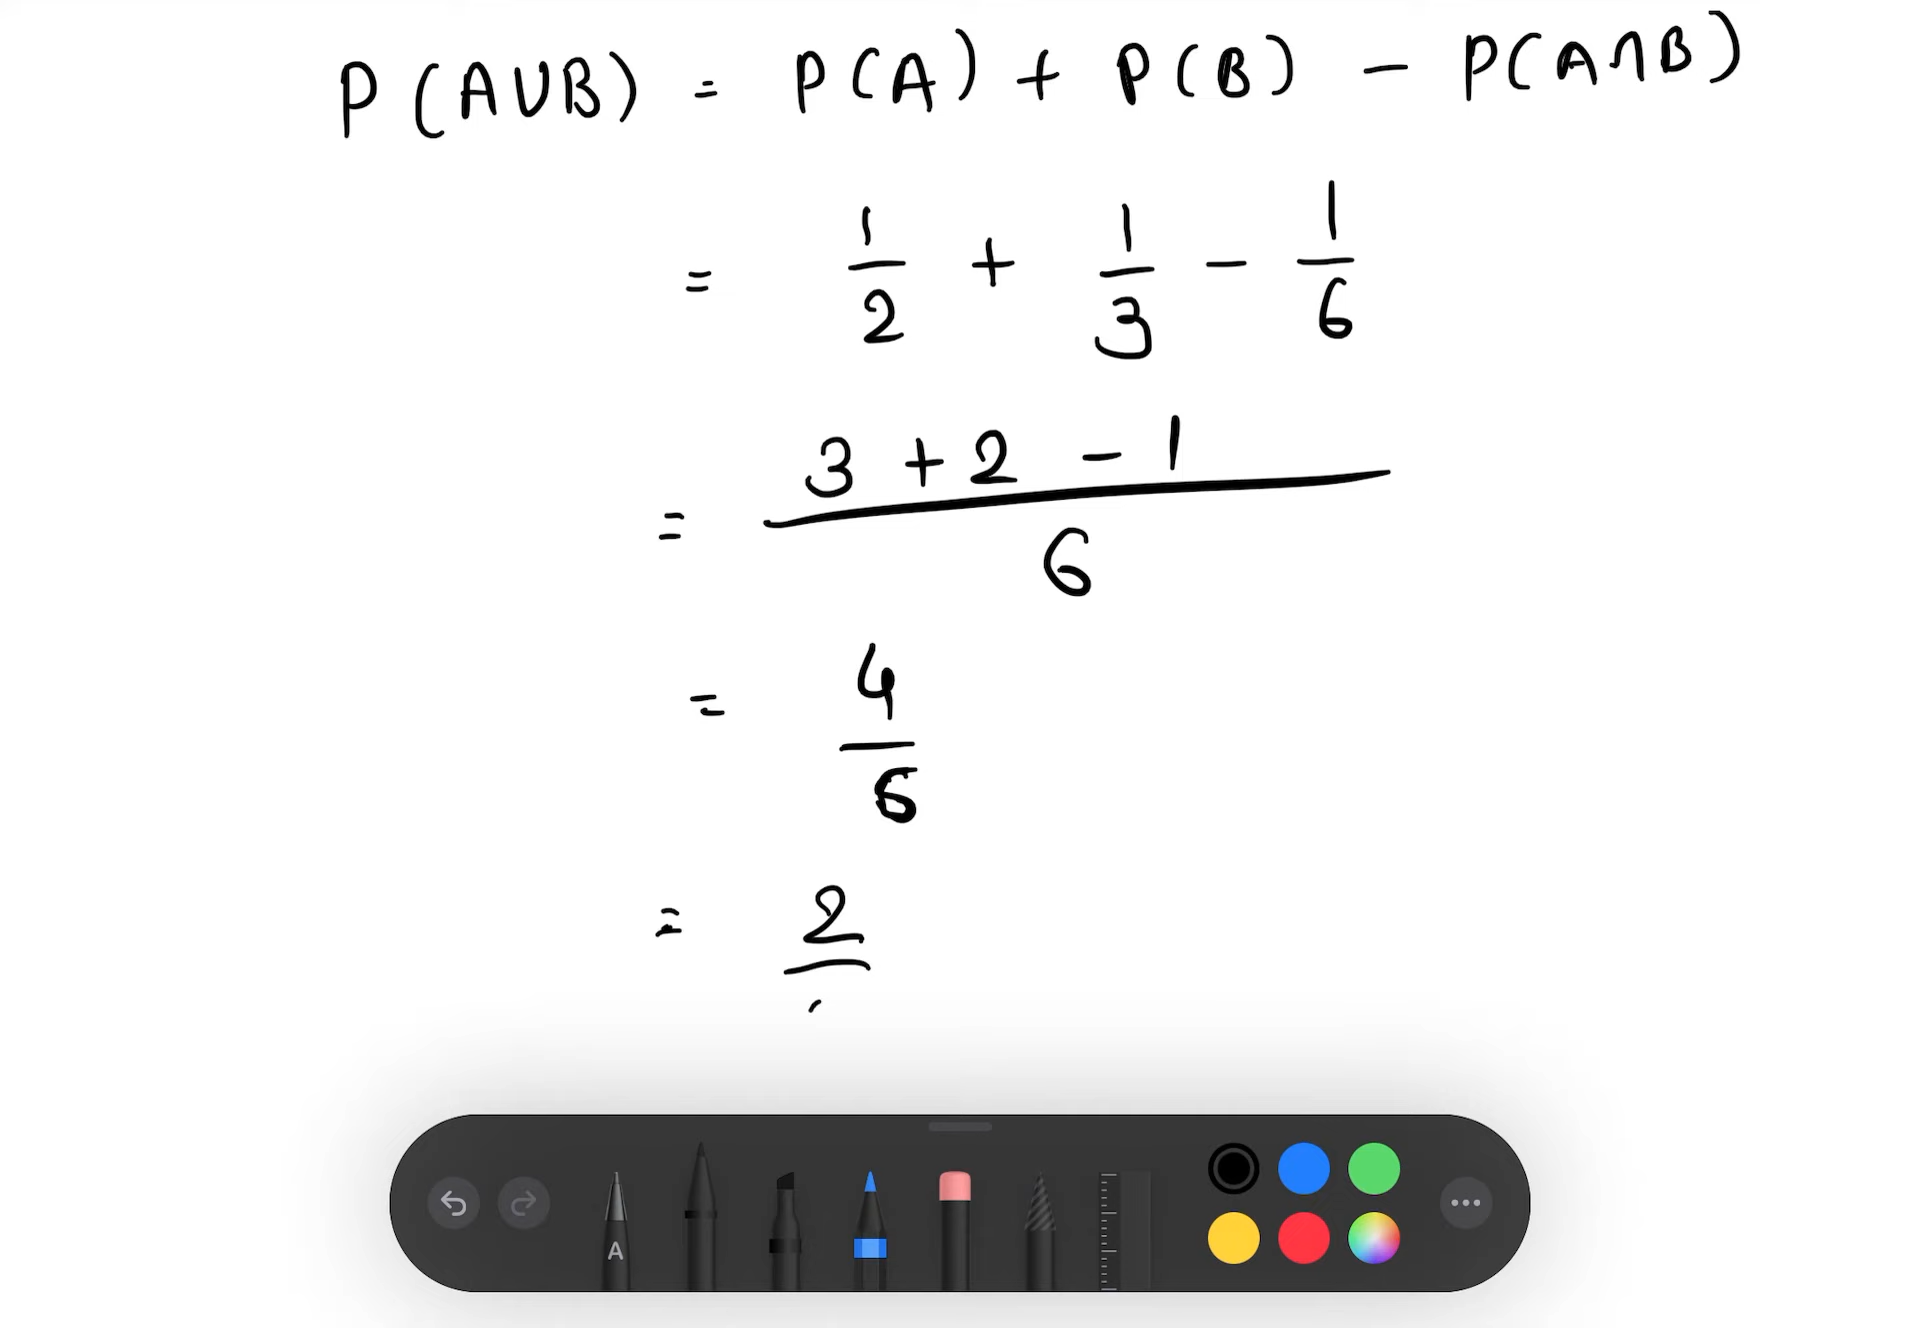 P(A∪B) = P(A) + P(B) - P(A∩B)
= 1/2 + 1/3 - 1/6
= 3+2-1/6
= 4/6
= 2/
A